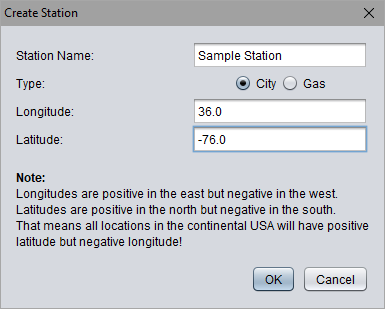 Create Station
Station Name: Sample Station
Type: City Gas
Longitude: 36.0
Latitude: -76.0
Note:
Longitudes are positive in the east but negative in the west.
Latitudes are positive in the north but negative in the south.
That means all locations in the continental USA will have positive
latitude but negative longitude!
OK Cancel